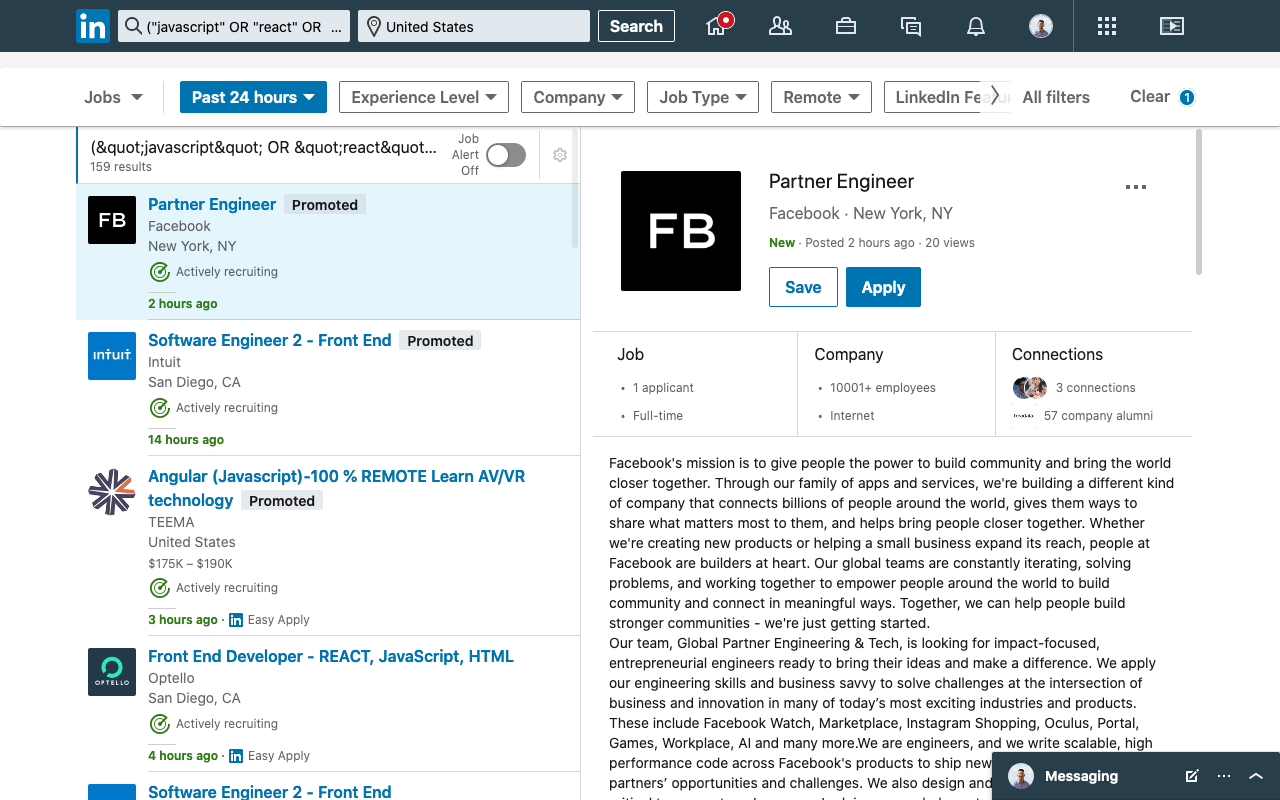 in
("javascript" OR "react" OR ...
United States
Search
Jobs
Past 24 hours
Experience Level
Company
Job Type
Remote
LinkedIn
All filters
Clear 1
(&quot;javascript&quot; OR &quot;react&quot...
159 results
Job
Alert
Off
FB
Partner Engineer Promoted
Facebook
New York, NY
Actively recruiting
2 hours ago
INTUIT
Software Engineer 2 - Front End Promoted
Intuit
San Diego, CA
Actively recruiting
14 hours ago
Angular (Javascript)-100 % REMOTE Learn AV/VR
technology Promoted
TEEMA
United States
$175K – $190K
Actively recruiting
3 hours ago · in Easy Apply
OPTELLO
Front End Developer - REACT, JavaScript, HTML
Optello
San Diego, CA
Actively recruiting
4 hours ago · in Easy Apply
Software Engineer 2 - Front End
FB
Partner Engineer
Facebook · New York, NY
New · Posted 2 hours ago · 20 views
Save
Apply
Job
• 1 applicant
• Full-time
Company
• 10001+ employees
• Internet
Connections
3 connections
teradata. 57 company alumni
Facebook's mission is to give people the power to build community and bring the world
closer together. Through our family of apps and services, we're building a different kind
of company that connects billions of people around the world, gives them ways to
share what matters most to them, and helps bring people closer together. Whether
we're creating new products or helping a small business expand its reach, people at
Facebook are builders at heart. Our global teams are constantly iterating, solving
problems, and working together to empower people around the world to build
community and connect in meaningful ways. Together, we can help people build
stronger communities - we're just getting started.
Our team, Global Partner Engineering & Tech, is looking for impact-focused,
entrepreneurial engineers ready to bring their ideas and make a difference. We apply
our engineering skills and business savvy to solve challenges at the intersection of
business and innovation in many of today’s most exciting industries and products.
These include Facebook Watch, Marketplace, Instagram Shopping, Oculus, Portal,
Games, Workplace, AI and many more.We are engineers, and we write scalable, high
performance code across Facebook's products to ship new
partners’ opportunities and challenges. We also design and
Messaging